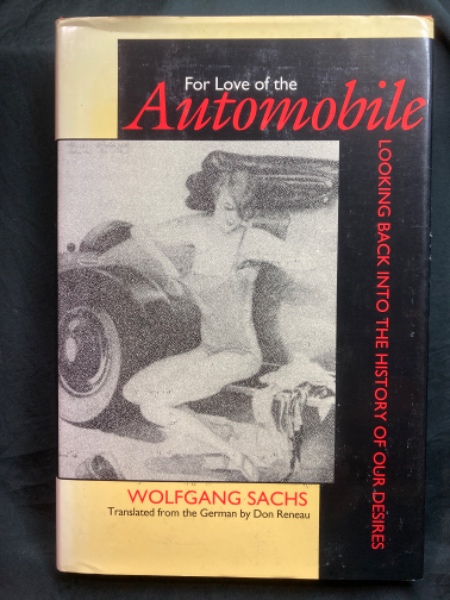 For Love of the
Automobile
LOOKING BACK INTO THE HISTORY OF OUR DESIRES
WOLFGANG SACHS
Translated from the German by Don Reneau